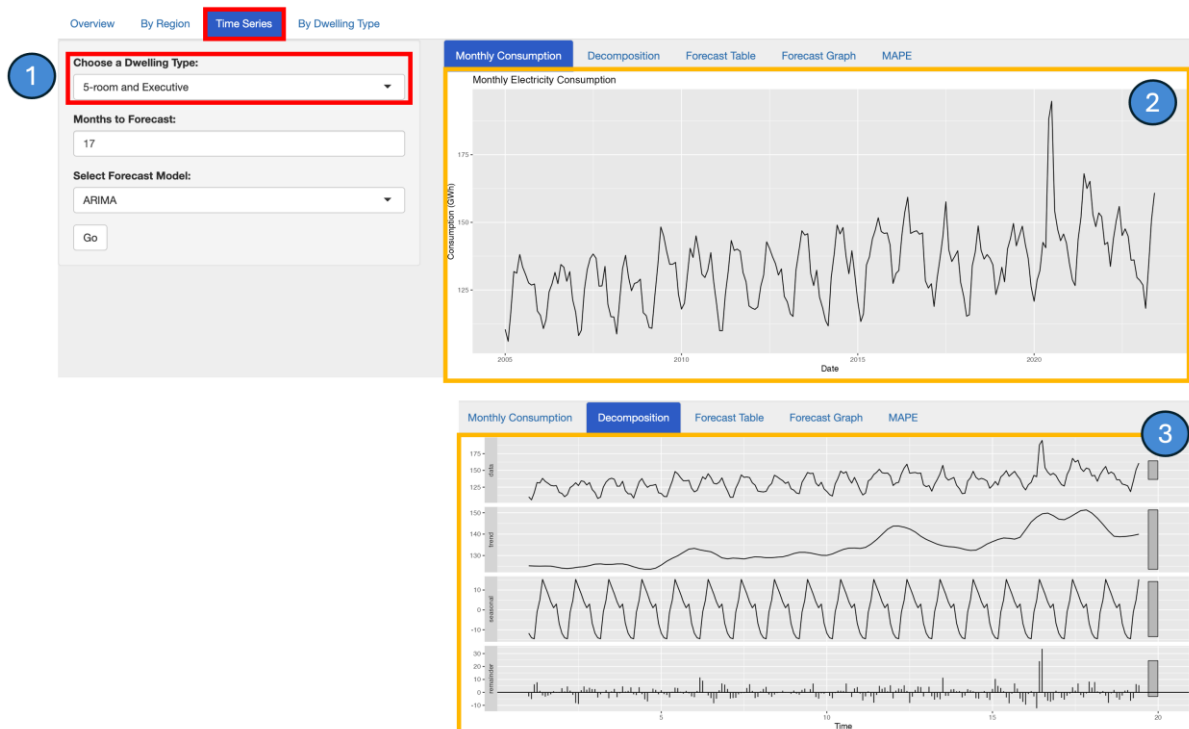 Overview By Region Time Series By Dwelling Type
1
Choose a Dwelling Type:
5-room and Executive
Months to Forecast:
17
Select Forecast Model:
ARIMA
Go
Monthly Consumption Decomposition Forecast Table Forecast Graph MAPE
2
Monthly Electricity Consumption
Consumption (GWh)
175
150
125
2005 2010 2015 2020
Date
Monthly Consumption Decomposition Forecast Table Forecast Graph MAPE
3
data
175
150
125
trend
150
140
130
seasonal
10
0
-10
remainder
30
20
10
0
-10
5 10 15 20
Time